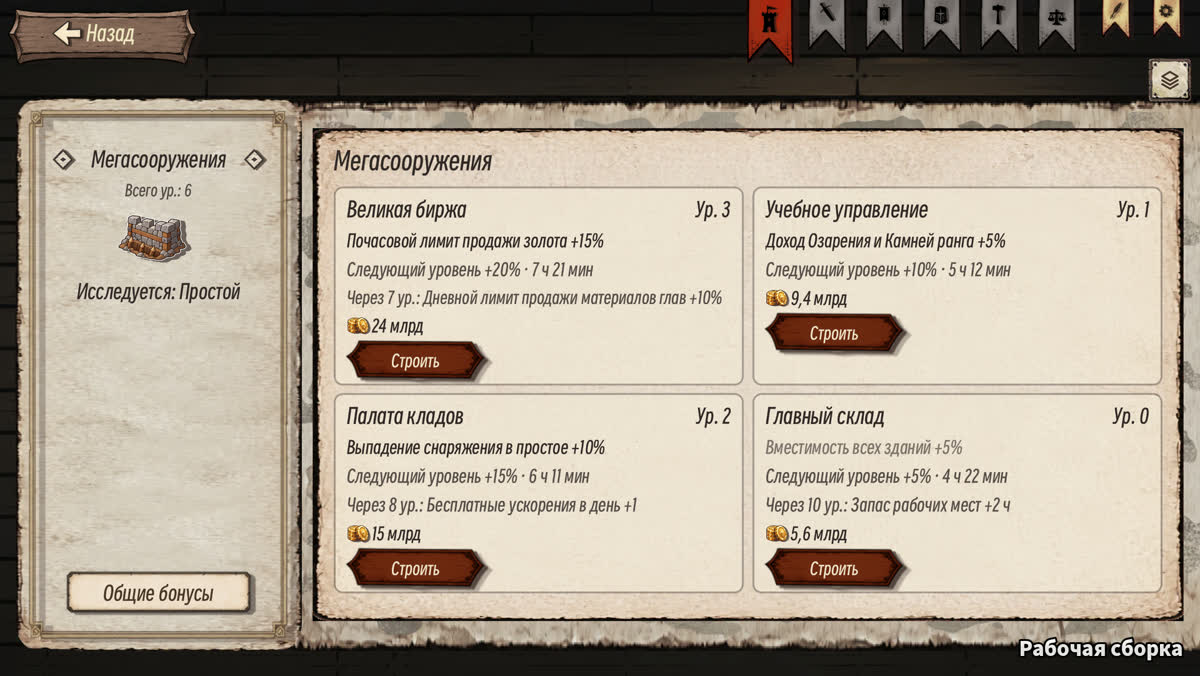 Назад
Мегасооружения
Всего ур.: 6
Исследуется: Простой
Общие бонусы
Мегасооружения
Великая биржа Ур. 3
Почасовой лимит продажи золота +15%
Следующий уровень +20% · 7 ч 21 мин
Через 7 ур.: Дневной лимит продажи материалов глав +10%
24 млрд
Строить
Учебное управление Ур. 1
Доход Озарения и Камней ранга +5%
Следующий уровень +10% · 5 ч 12 мин
9,4 млрд
Строить
Палата кладов Ур. 2
Выпадение снаряжения в простое +10%
Следующий уровень +15% · 6 ч 11 мин
Через 8 ур.: Бесплатные ускорения в день +1
15 млрд
Строить
Главный склад Ур. 0
Вместимость всех зданий +5%
Следующий уровень +5% · 4 ч 22 мин
Через 10 ур.: Запас рабочих мест +2 ч
5,6 млрд
Строить
Рабочая сборка